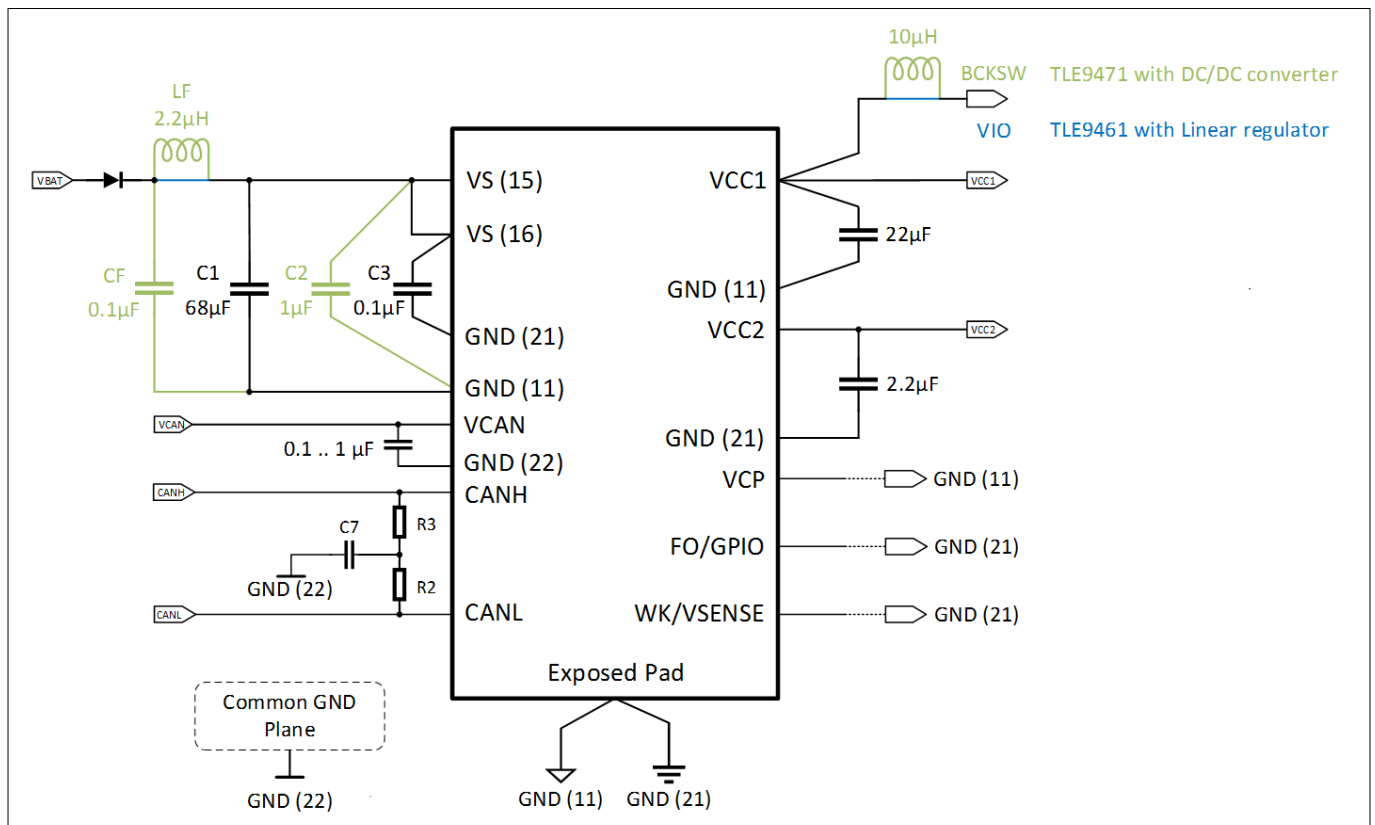 10µH
BCKSW TLE9471 with DC/DC converter
VIO TLE9461 with Linear regulator
LF
2.2µH
VBAT
VS (15)
VCC1
VCC1
VS (16)
22µF
CF
0.1µF
C1
68µF
C2
1µF
C3
0.1µF
GND (11)
GND (21)
VCC2
VCC2
GND (11)
2.2µF
VCAN
VCAN
0.1 .. 1 µF
GND (21)
GND (22)
VCP
GND (11)
CANH
CANH
C7
R3
FO/GPIO
GND (21)
GND (22)
R2
CANL
CANL
WK/VSENSE
GND (21)
Exposed Pad
Common GND
Plane
GND (22)
GND (11)
GND (21)